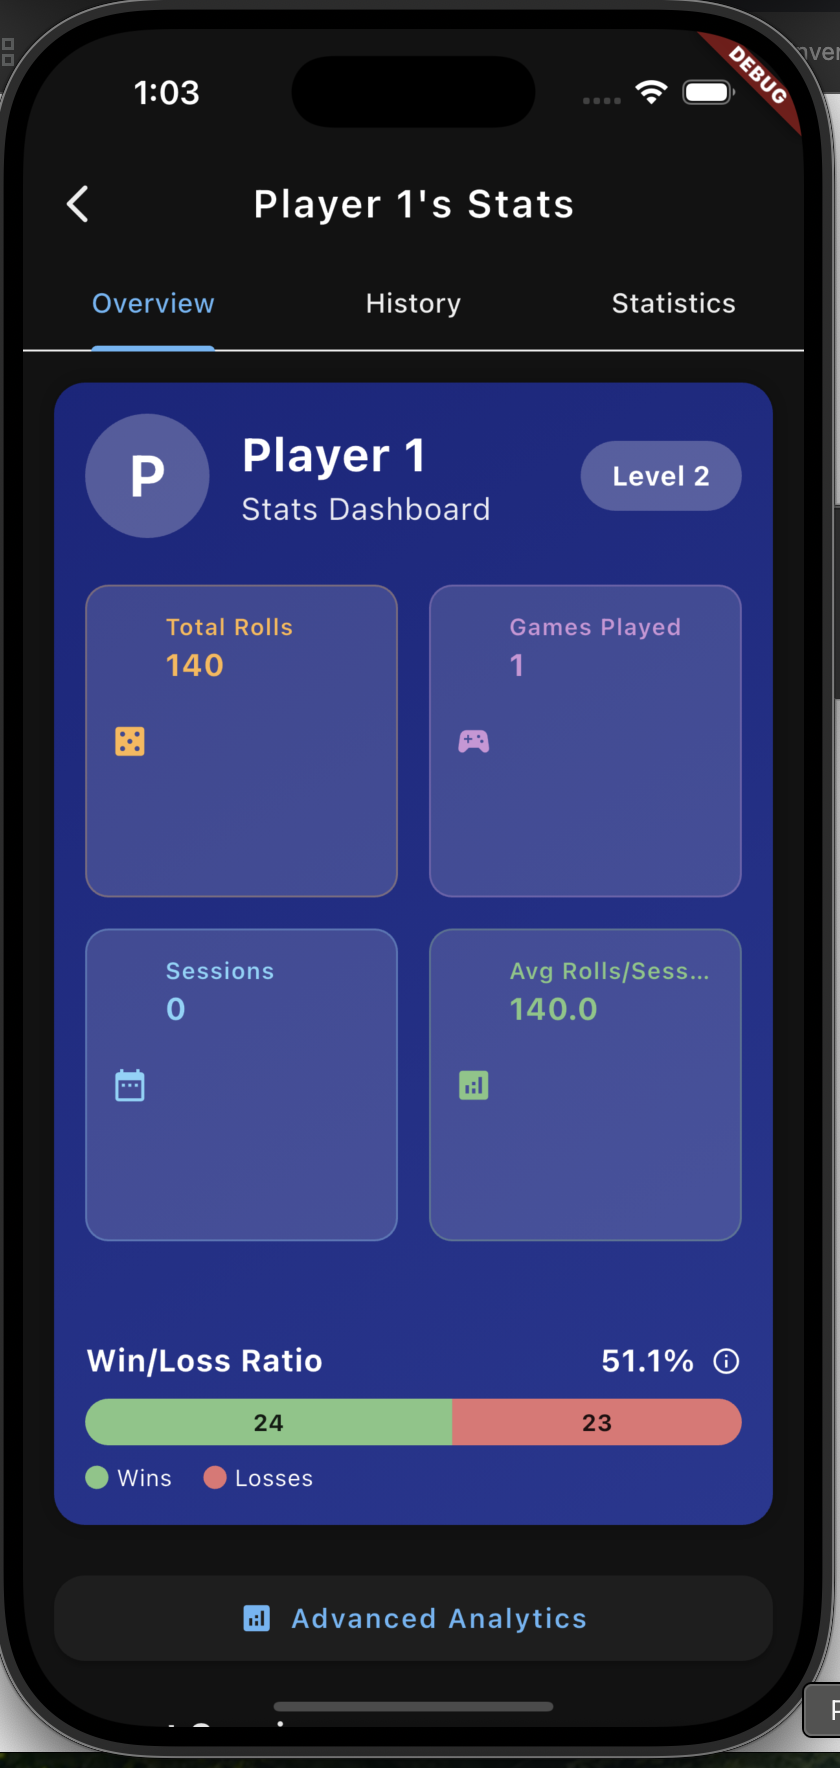 1:03
DEBUG
Player 1's Stats
Overview
History
Statistics
P
Player 1
Stats Dashboard
Level 2
Total Rolls
140
Games Played
1
Sessions
0
Avg Rolls/Sess...
140.0
Win/Loss Ratio
51.1%
24
23
Wins
Losses
Advanced Analytics